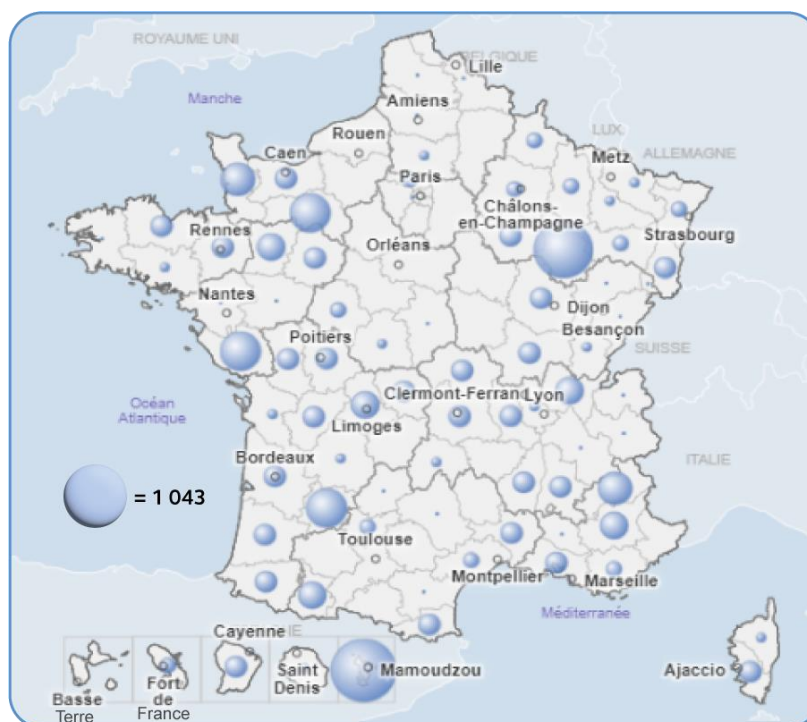 ROYAUME UNI
BELGIQUE
Lille
Manche
Amiens
Rouen
Caen
LUX
ALLEMAGNE
Metz
Paris
Châlons-
en-Champagne
Strasbourg
Rennes
Orléans
Nantes
Dijon
Besançon
Poitiers
SUISSE
Océan
Atlantique
Clermont-Ferran
Lyon
Limoges
ITALIE
Bordeaux
= 1 043
Toulouse
Montpellier
Marseille
Méditerranée
Cayenne
IE
Saint
Denis
Mamoudzou
Ajaccio
Basse
Terre
Fort
de
France